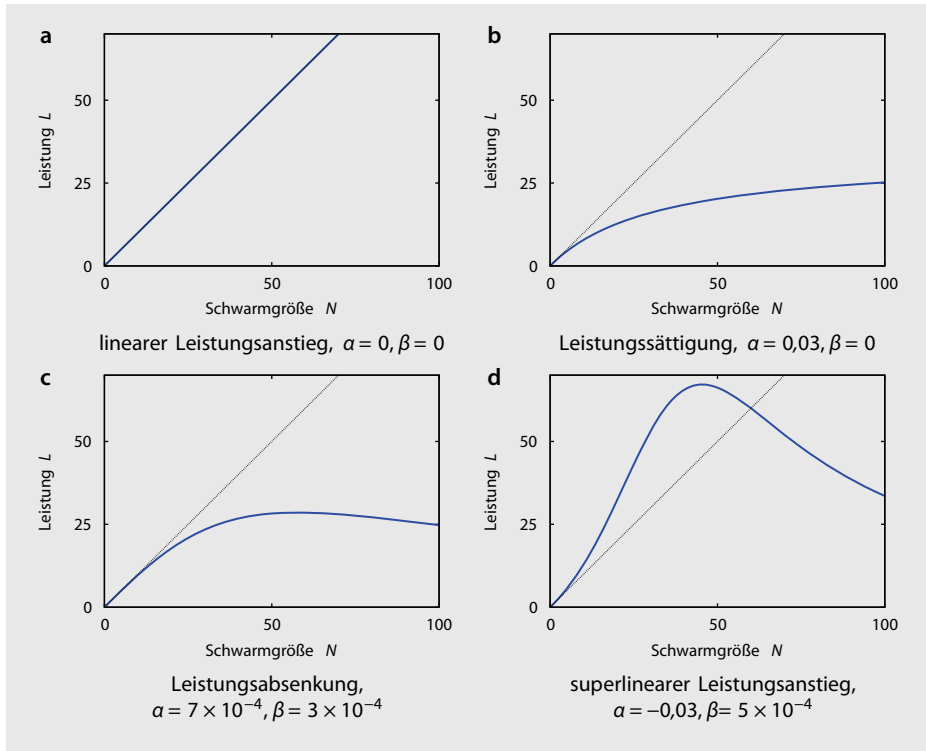 a
Leistung L
50
25
0
0
50
100
Schwarmgröße N
linearer Leistungsanstieg, α = 0, β = 0
b
Leistung L
50
25
0
0
50
100
Schwarmgröße N
Leistungssättigung, α = 0,03, β = 0
c
Leistung L
50
25
0
0
50
100
Schwarmgröße N
Leistungsabsenkung,
α = 7 × 10⁻⁴, β = 3 × 10⁻⁴
d
Leistung L
50
25
0
0
50
100
Schwarmgröße N
superlinearer Leistungsanstieg,
α = −0,03, β = 5 × 10⁻⁴